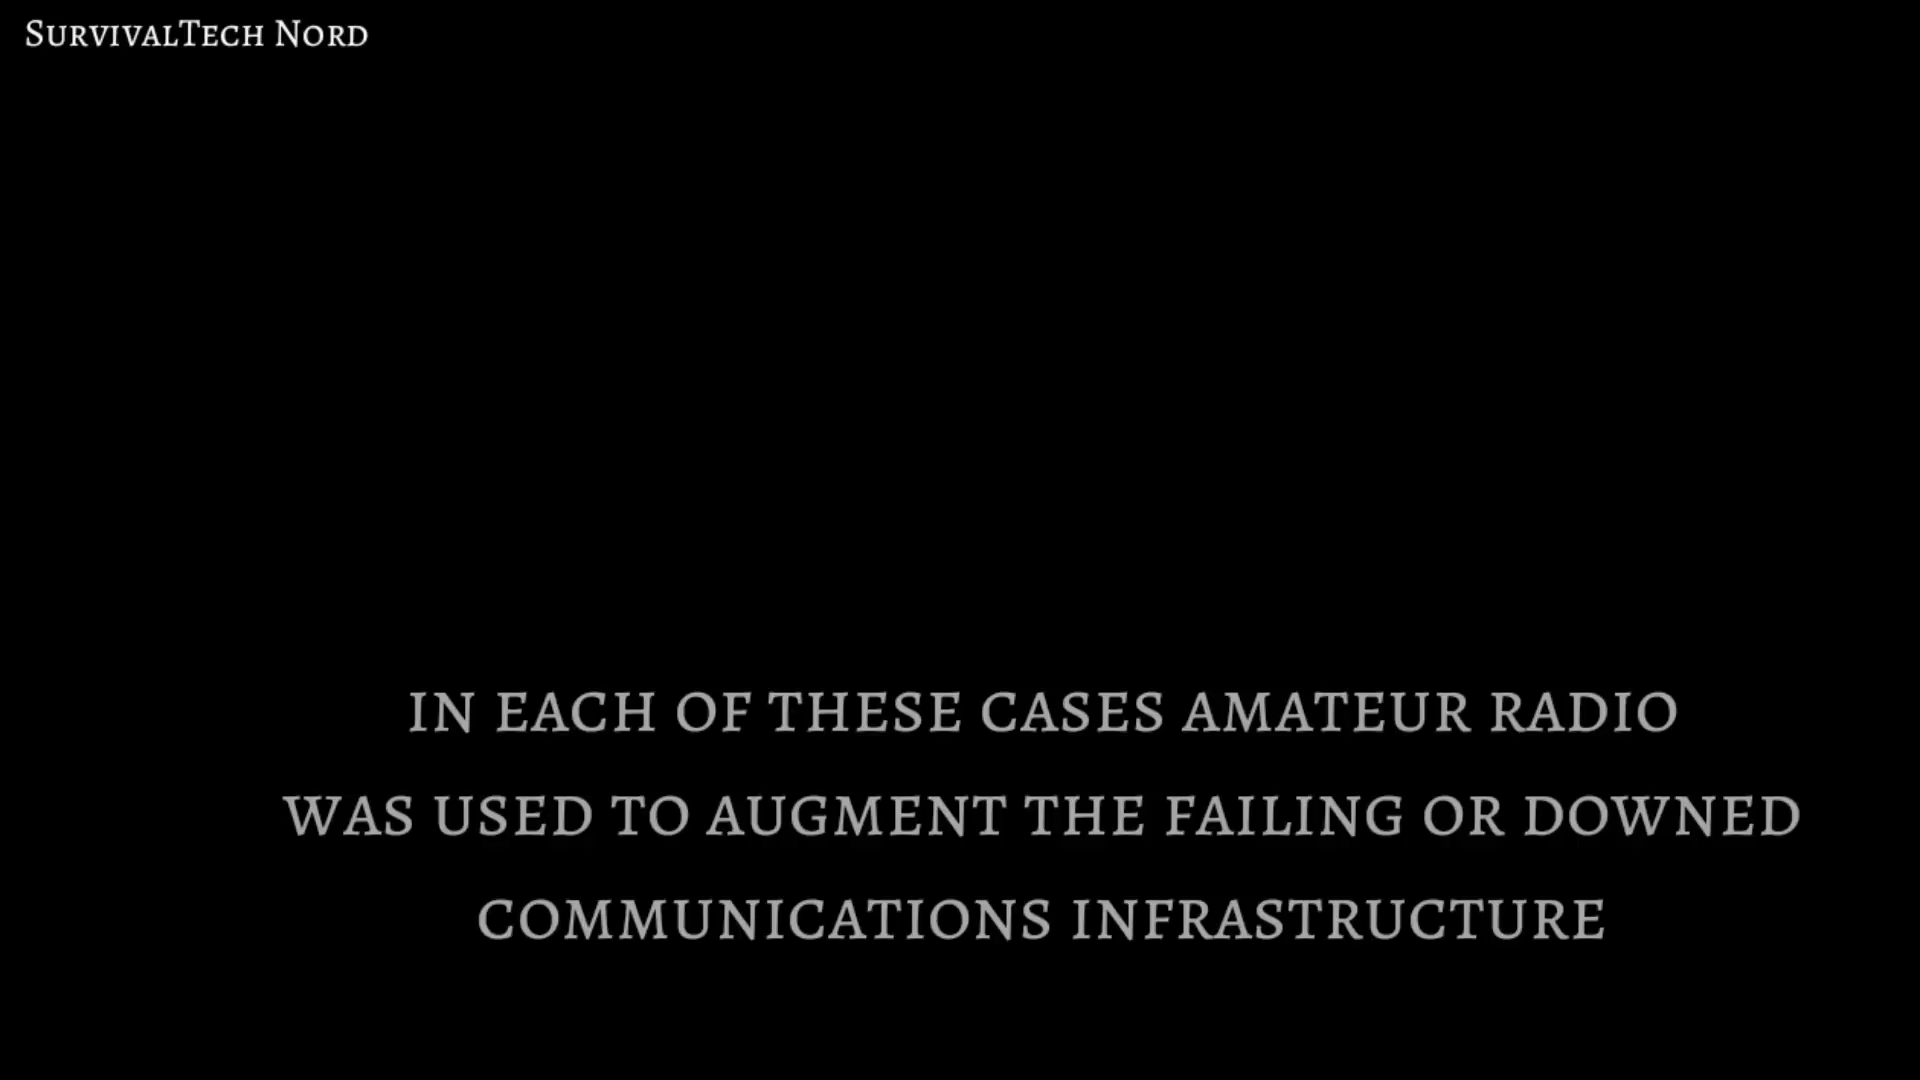 SurvivalTech Nord
IN EACH OF THESE CASES AMATEUR RADIO
WAS USED TO AUGMENT THE FAILING OR DOWNED
COMMUNICATIONS INFRASTRUCTURE